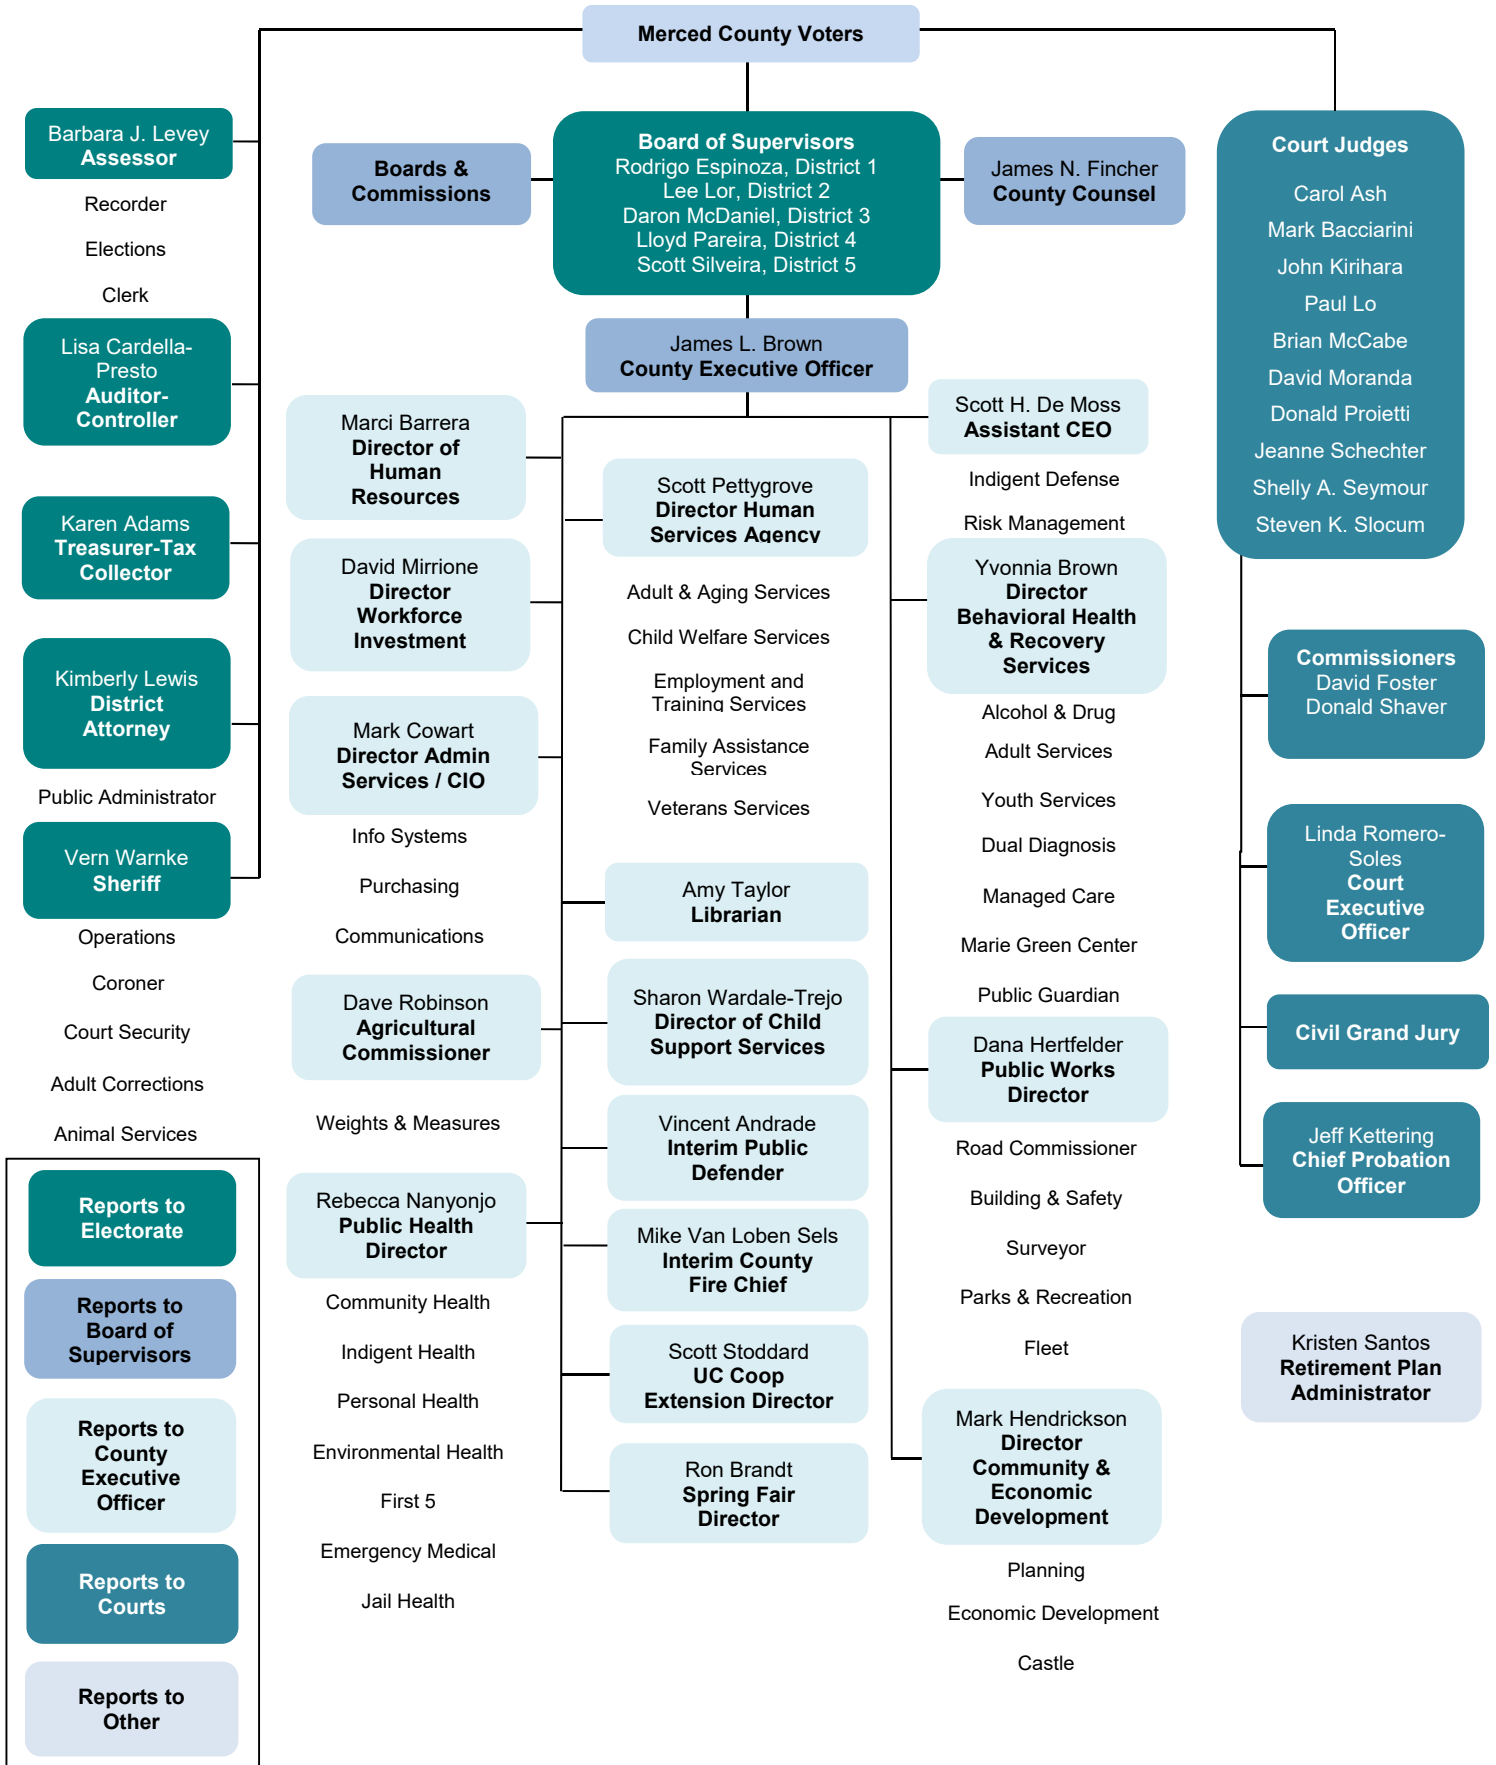 Merced County Voters
Barbara J. Levey
Assessor
Recorder
Elections
Clerk
Lisa Cardella-
Presto
Auditor-
Controller
Karen Adams
Treasurer-Tax
Collector
Kimberly Lewis
District
Attorney
Public Administrator
Vern Warnke
Sheriff
Operations
Coroner
Court Security
Adult Corrections
Animal Services
Boards &
Commissions
Board of Supervisors
Rodrigo Espinoza, District 1
Lee Lor, District 2
Daron McDaniel, District 3
Lloyd Pareira, District 4
Scott Silveira, District 5
James N. Fincher
County Counsel
James L. Brown
County Executive Officer
Marci Barrera
Director of
Human
Resources
David Mirrione
Director
Workforce
Investment
Mark Cowart
Director Admin
Services / CIO
Info Systems
Purchasing
Communications
Dave Robinson
Agricultural
Commissioner
Weights & Measures
Rebecca Nanyonjo
Public Health
Director
Community Health
Indigent Health
Personal Health
Environmental Health
First 5
Emergency Medical
Jail Health
Scott Pettygrove
Director Human
Services Agency
Adult & Aging Services
Child Welfare Services
Employment and
Training Services
Family Assistance
Services
Veterans Services
Amy Taylor
Librarian
Sharon Wardale-Trejo
Director of Child
Support Services
Vincent Andrade
Interim Public
Defender
Mike Van Loben Sels
Interim County
Fire Chief
Scott Stoddard
UC Coop
Extension Director
Ron Brandt
Spring Fair
Director
Scott H. De Moss
Assistant CEO
Indigent Defense
Risk Management
Yvonnia Brown
Director
Behavioral Health
& Recovery
Services
Alcohol & Drug
Adult Services
Youth Services
Dual Diagnosis
Managed Care
Marie Green Center
Public Guardian
Dana Hertfelder
Public Works
Director
Road Commissioner
Building & Safety
Surveyor
Parks & Recreation
Fleet
Mark Hendrickson
Director
Community &
Economic
Development
Planning
Economic Development
Castle
Court Judges
Carol Ash
Mark Bacciarini
John Kirihara
Paul Lo
Brian McCabe
David Moranda
Donald Proietti
Jeanne Schechter
Shelly A. Seymour
Steven K. Slocum
Commissioners
David Foster
Donald Shaver
Linda Romero-
Soles
Court
Executive
Officer
Civil Grand Jury
Jeff Kettering
Chief Probation
Officer
Kristen Santos
Retirement Plan
Administrator
Reports to
Electorate
Reports to
Board of
Supervisors
Reports to
County
Executive
Officer
Reports to
Courts
Reports to
Other